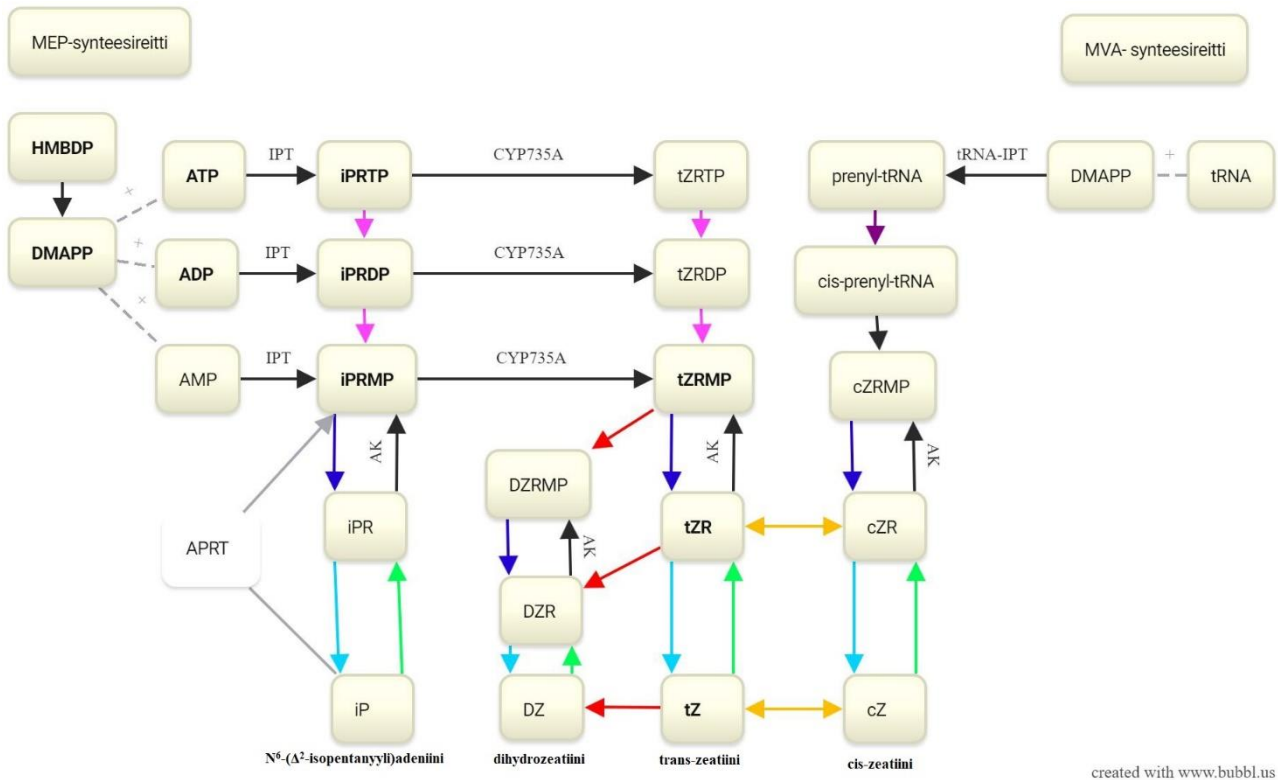 MEP-synteesireitti
MVA- synteesireitti
HMBDP
ATP
IPT
iPRTP
CYP735A
tZRTP
prenyl-tRNA
tRNA-IPT
DMAPP
+
tRNA
+
DMAPP
+
ADP
IPT
iPRDP
CYP735A
tZRDP
cis-prenyl-tRNA
+
AMP
IPT
iPRMP
CYP735A
tZRMP
cZRMP
AK
AK
AK
DZRMP
APRT
iPR
AK
tZR
cZR
DZR
iP
DZ
tZ
cZ
N⁶-(Δ²-isopentanyyli)adeniini
dihydrozeatiini
trans-zeatiini
cis-zeatiini
created with www.bubbl.us